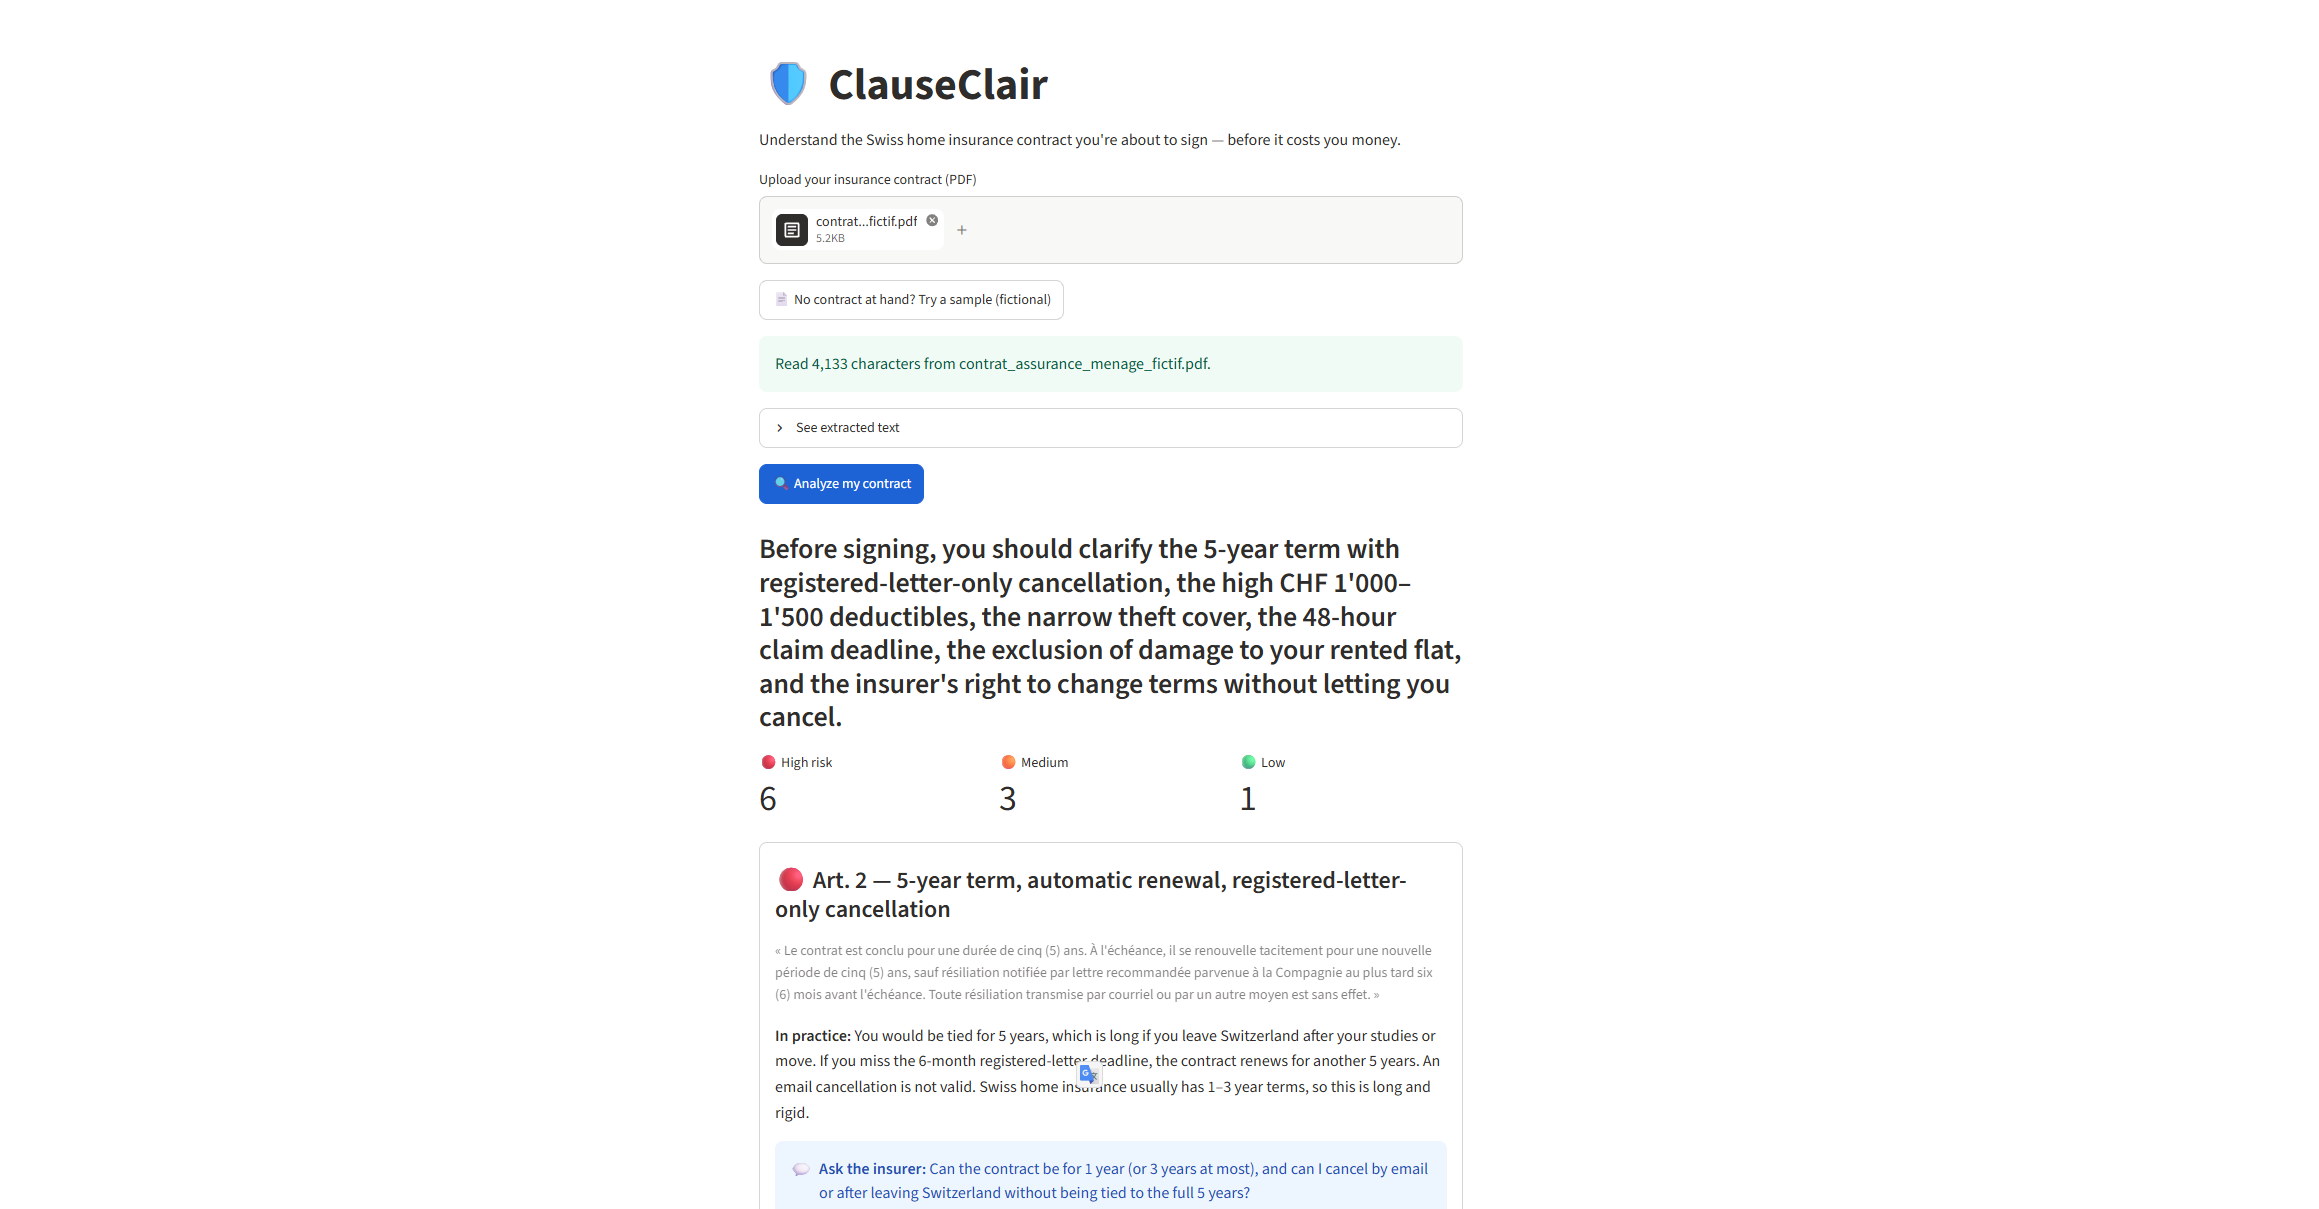 ClauseClair
Understand the Swiss home insurance contract you're about to sign — before it costs you money.
Upload your insurance contract (PDF)
contrat...fictif.pdf
5.2KB
No contract at hand? Try a sample (fictional)
Read 4,133 characters from contrat_assurance_menage_fictif.pdf.
See extracted text
Analyze my contract
Before signing, you should clarify the 5-year term with
registered-letter-only cancellation, the high CHF 1'000–
1'500 deductibles, the narrow theft cover, the 48-hour
claim deadline, the exclusion of damage to your rented flat,
and the insurer's right to change terms without letting you
cancel.
High risk
Medium
Low
6
3
1
Art. 2 — 5-year term, automatic renewal, registered-letter-
only cancellation
« Le contrat est conclu pour une durée de cinq (5) ans. À l'échéance, il se renouvelle tacitement pour une nouvelle
période de cinq (5) ans, sauf résiliation notifiée par lettre recommandée parvenue à la Compagnie au plus tard six
(6) mois avant l'échéance. Toute résiliation transmise par courriel ou par un autre moyen est sans effet. »
In practice: You would be tied for 5 years, which is long if you leave Switzerland after your studies or
move. If you miss the 6-month registered-letter deadline, the contract renews for another 5 years. An
email cancellation is not valid. Swiss home insurance usually has 1–3 year terms, so this is long and
rigid.
Ask the insurer: Can the contract be for 1 year (or 3 years at most), and can I cancel by email
or after leaving Switzerland without being tied to the full 5 years?